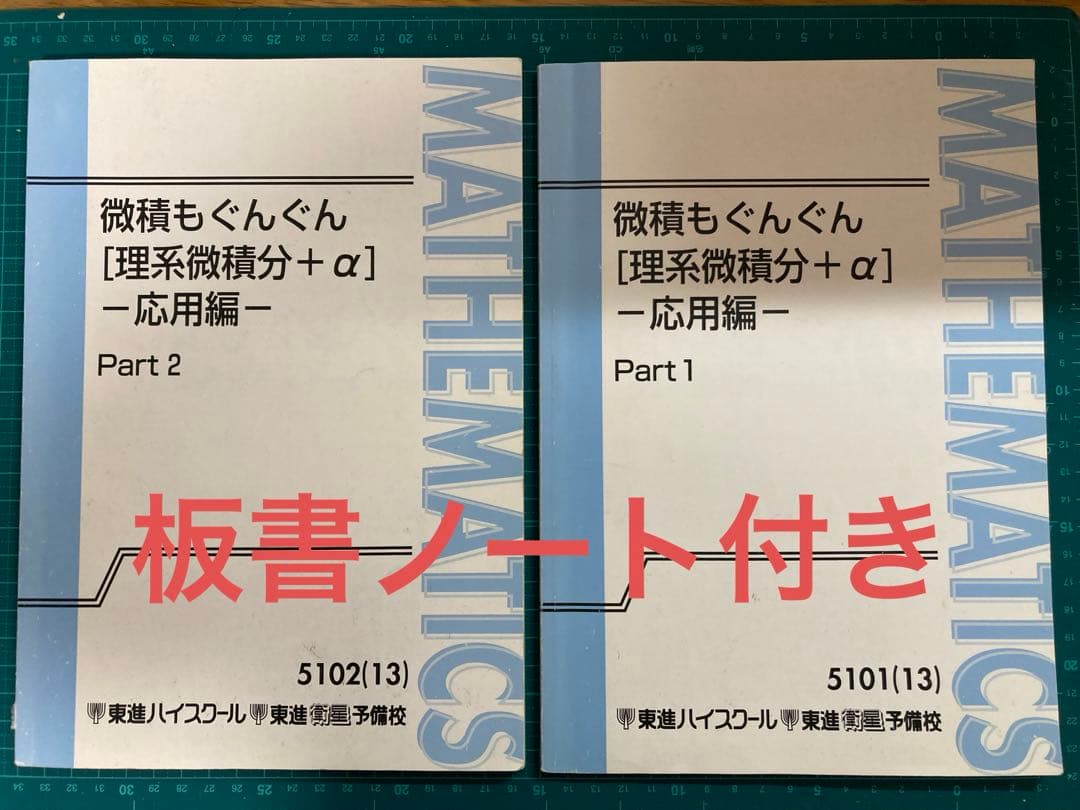 MATHEMATICS
微積もぐんぐん
[理系微積分+α]
-応用編-
Part 2
5102(13)
東進ハイスクール 東進衛星予備校
MATHEMATICS
微積もぐんぐん
[理系微積分+α]
-応用編-
Part 1
5101(13)
東進ハイスクール 東進衛星予備校
板書ノート付き